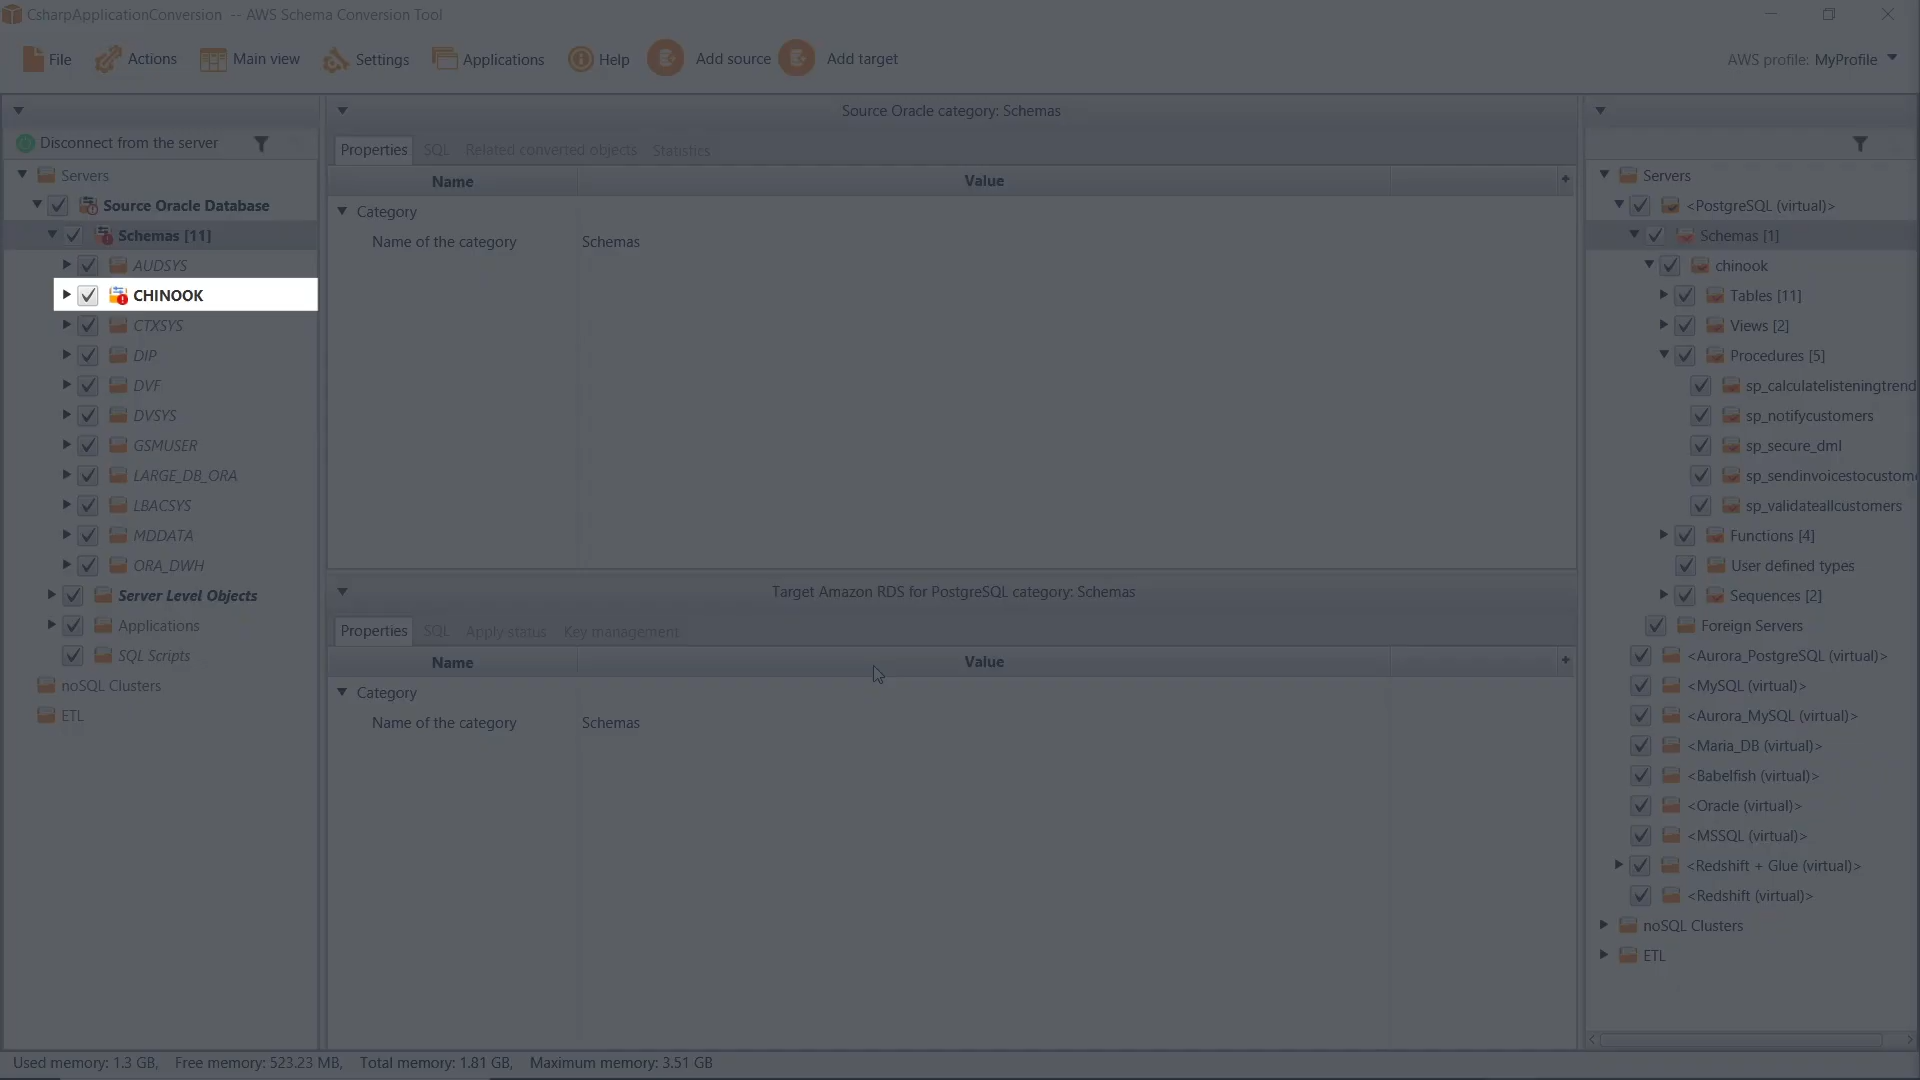 CsharpApplicationConversion -- AWS Schema Conversion Tool
File Actions Main view Settings Applications Help Add source Add target AWS profile: MyProfile
Source Oracle category: Schemas
Disconnect from the server
Properties SQL Related converted objects Statistics
Name Value +
Category
Name of the category Schemas
Servers
Source Oracle Database
Schemas [11]
AUDSYS
CHINOOK
CTXSYS
DIP
DVF
DVSYS
GSMUSER
LARGE_DB_ORA
LBACSYS
MDDATA
ORA_DWH
Server Level Objects
Applications
SQL Scripts
noSQL Clusters
ETL
Target Amazon RDS for PostgreSQL category: Schemas
Properties SQL Apply status Key management
Name Value +
Category
Name of the category Schemas
Servers
<PostgreSQL (virtual)>
Schemas [1]
chinook
Tables [11]
Views [2]
Procedures [5]
sp_calculatelisteningtrend
sp_notifycustomers
sp_secure_dml
sp_sendinvoicestocustome
sp_validateallcustomers
Functions [4]
User defined types
Sequences [2]
Foreign Servers
<Aurora_PostgreSQL (virtual)>
<MySQL (virtual)>
<Aurora_MySQL (virtual)>
<Maria_DB (virtual)>
<Babelfish (virtual)>
<Oracle (virtual)>
<MSSQL (virtual)>
<Redshift + Glue (virtual)>
<Redshift (virtual)>
noSQL Clusters
ETL
Used memory: 1.3 GB, Free memory: 523.23 MB, Total memory: 1.81 GB, Maximum memory: 3.51 GB